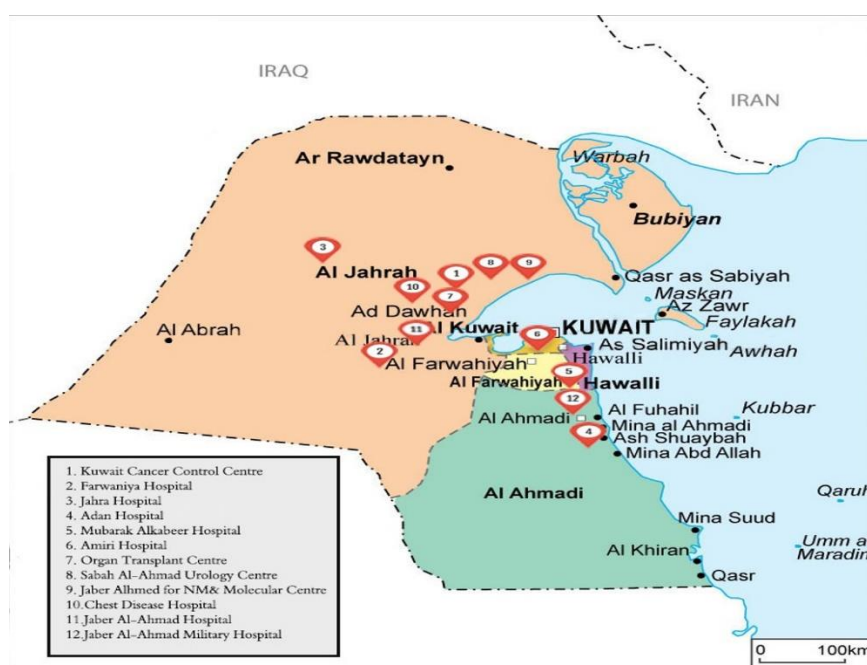 IRAQ
IRAN
Ar Rawdatayn
Warbah
Bubiyan
3
Al Jahrah
1
8
9
10
7
Qasr as Sabiyah
Maskan
Az Zawr
Faylakah
Ad Dawhah
11
Al Abrah
Al Jahrah
Al Kuwait
6
KUWAIT
As Salimiyah
Awhah
2
Al Farwahiyah
Hawalli
5
Al Farwahiyah
Hawalli
12
Al Ahmadi
Al Fuhahil
Kubbar
Mina al Ahmadi
4
Ash Shuaybah
Mina Abd Allah
Al Ahmadi
Qaruh
Mina Suud
Umm a
Maradin
Al Khiran
Qasr
1. Kuwait Cancer Control Centre
2. Farwaniya Hospital
3. Jahra Hospital
4. Adan Hospital
5. Mubarak Alkabeer Hospital
6. Amiri Hospital
7. Organ Transplant Centre
8. Sabah Al-Ahmad Urology Centre
9. Jaber Alhmed for NM& Molecular Centre
10.Chest Disease Hospital
11.Jaber Al-Ahmad Hospital
12.Jaber Al-Ahmad Military Hospital
0 100km